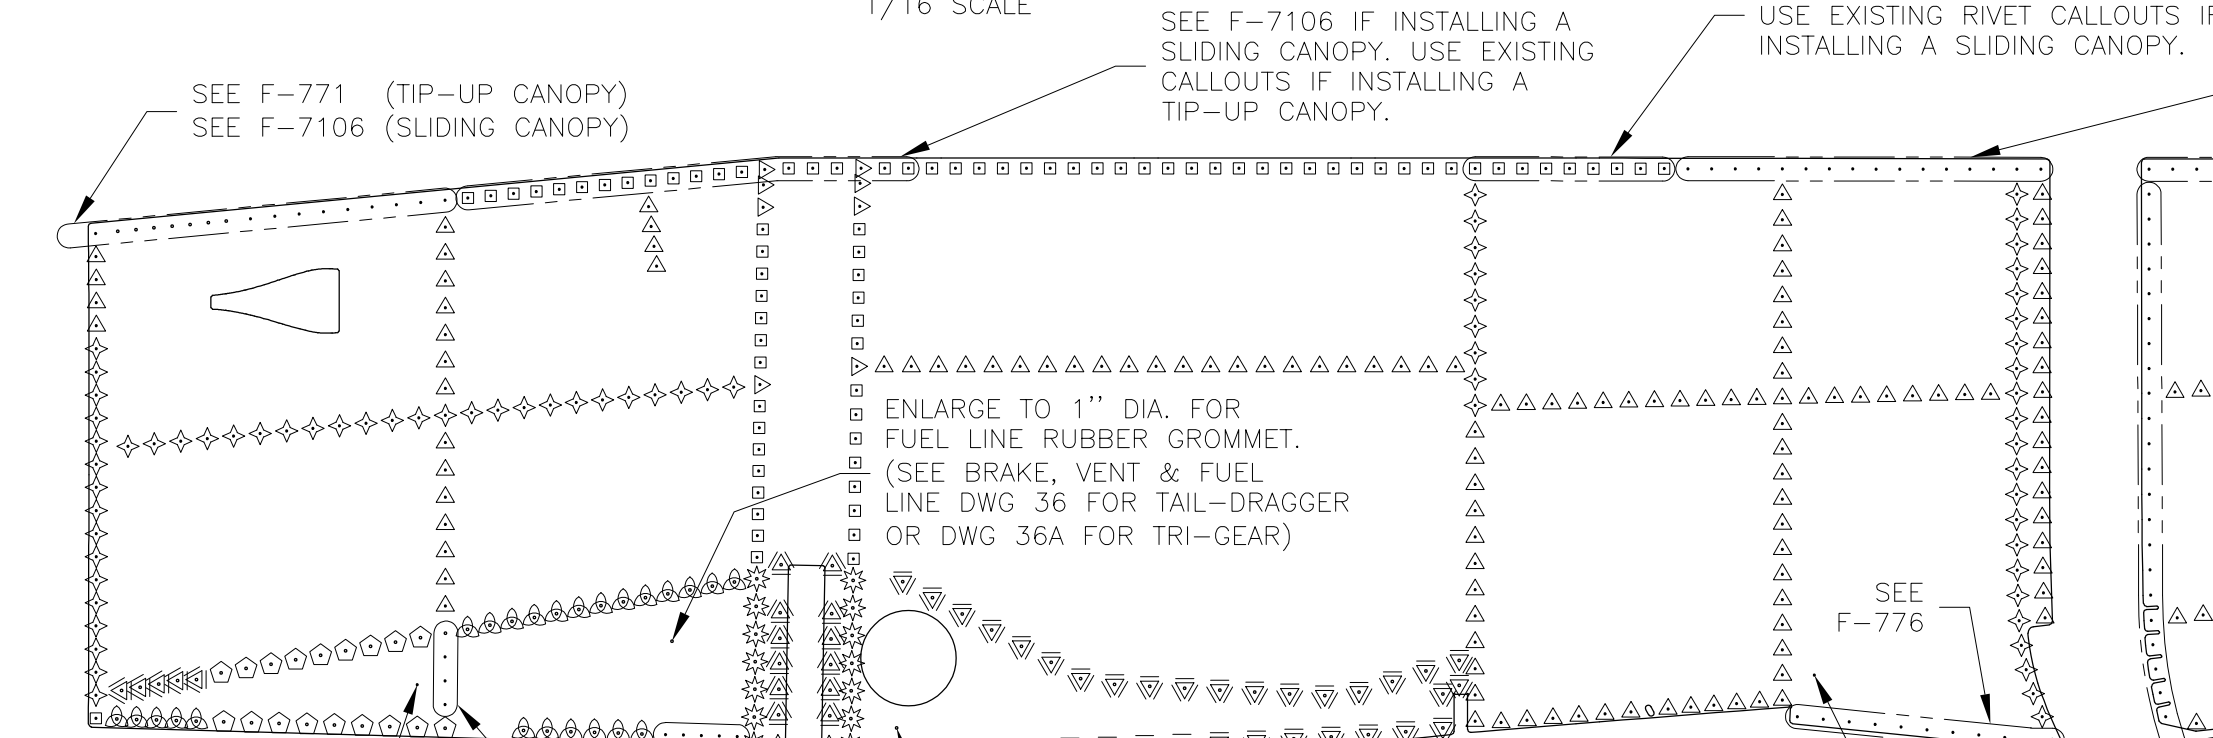 1/16 SCALE
SEE F-7106 IF INSTALLING A
SLIDING CANOPY. USE EXISTING
CALLOUTS IF INSTALLING A
TIP-UP CANOPY.
USE EXISTING RIVET CALLOUTS IF
INSTALLING A SLIDING CANOPY.
SEE F-771 (TIP-UP CANOPY)
SEE F-7106 (SLIDING CANOPY)
ENLARGE TO 1'' DIA. FOR
FUEL LINE RUBBER GROMMET.
(SEE BRAKE, VENT & FUEL
LINE DWG 36 FOR TAIL-DRAGGER
OR DWG 36A FOR TRI-GEAR)
SEE
F-776